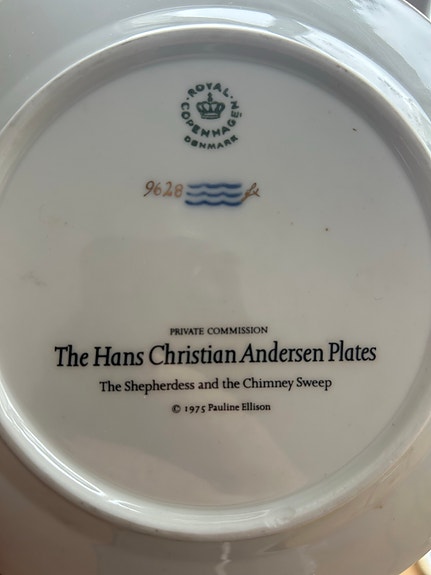 ROYAL
COPENHAGEN
DENMARK
9628
PRIVATE COMMISSION
The Hans Christian Andersen Plates
The Shepherdess and the Chimney Sweep
© 1975 Pauline Ellison